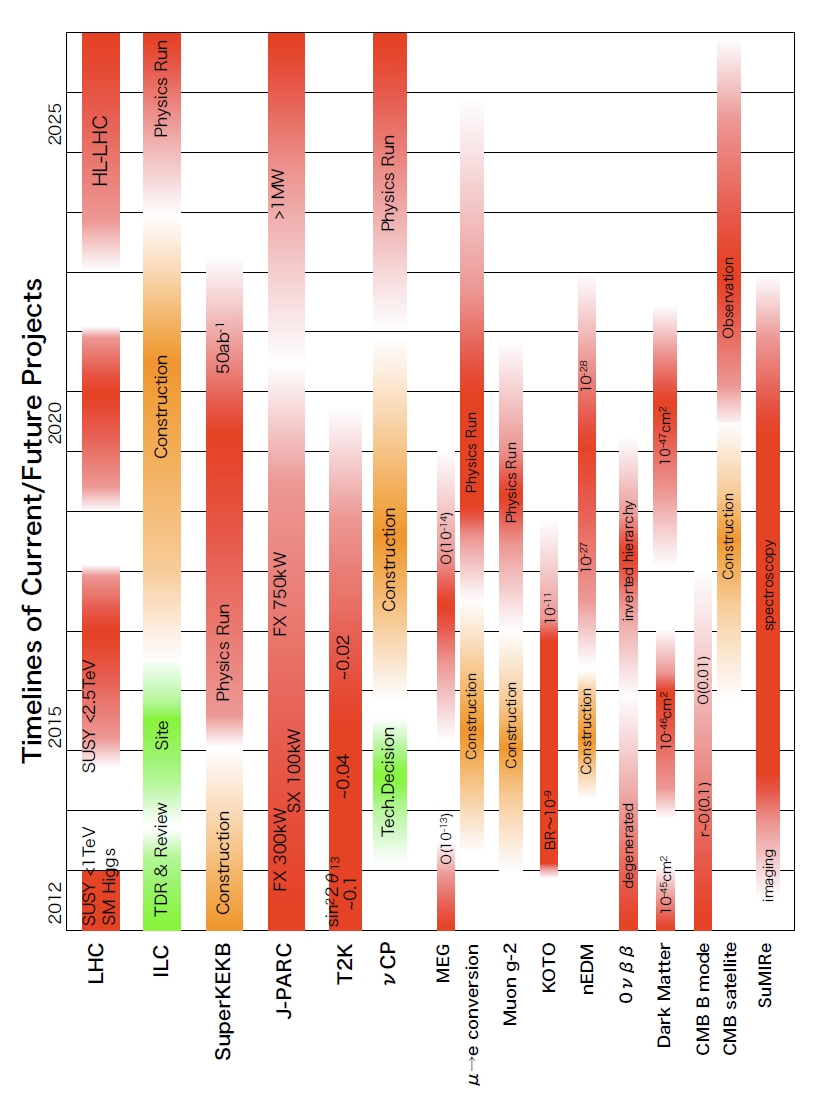 Timelines of Current/Future Projects
2012
2015
2020
2025
LHC
SUSY <1TeV
SM Higgs
SUSY <2.5TeV
HL-LHC
ILC
TDR & Review
Site
Construction
Physics Run
SuperKEKB
Construction
Physics Run
50ab⁻¹
J-PARC
FX 300kW
SX 100kW
FX 750kW
>1MW
T2K
sin²2θ₁₃
~0.1
~0.04
~0.02
νCP
Tech.Decision
Construction
Physics Run
MEG
O(10⁻¹³)
O(10⁻¹⁴)
μ→e conversion
Construction
Physics Run
Muon g-2
Construction
Physics Run
KOTO
BR~10⁻⁹
10⁻¹¹
nEDM
Construction
10⁻²⁷
10⁻²⁸
0νββ
degenerated
inverted hierarchy
Dark Matter
10⁻⁴⁵cm²
10⁻⁴⁶cm²
10⁻⁴⁷cm²
CMB B mode
r~O(0.1)
O(0.01)
CMB satellite
Construction
Observation
SuMIRe
imaging
spectroscopy